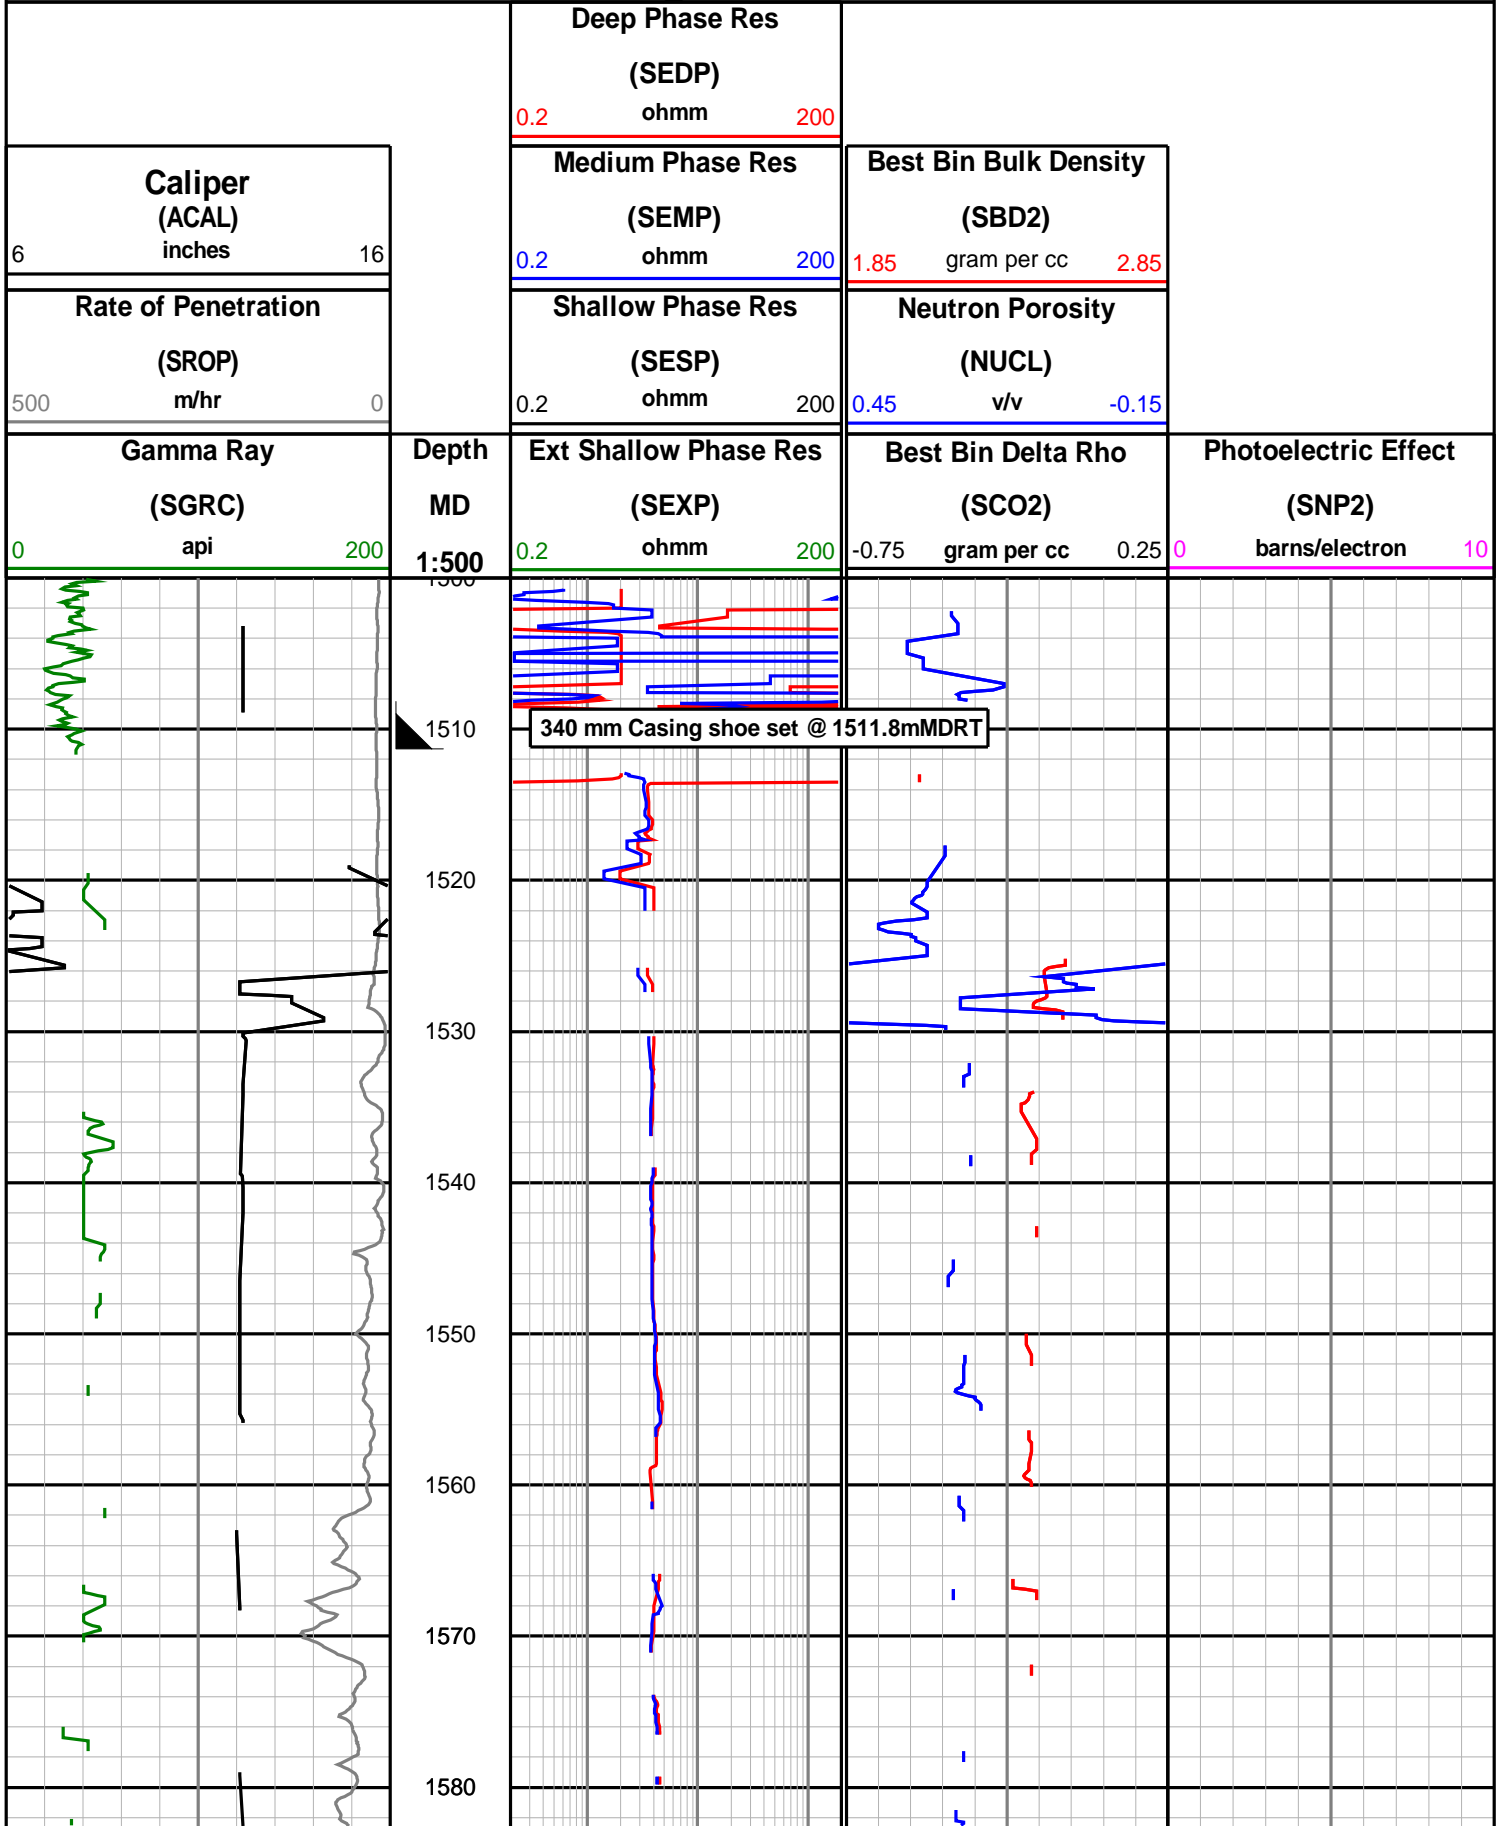 Deep Phase Res
(SEDP)
0.2 ohmm 200
Caliper
(ACAL)
6 inches 16
Medium Phase Res
(SEMP)
0.2 ohmm 200
Best Bin Bulk Density
(SBD2)
1.85 gram per cc 2.85
Rate of Penetration
(SROP)
500 m/hr 0
Shallow Phase Res
(SESP)
0.2 ohmm 200
Neutron Porosity
(NUCL)
0.45 v/v -0.15
Gamma Ray
(SGRC)
0 api 200
Depth
MD
1:500
Ext Shallow Phase Res
(SEXP)
0.2 ohmm 200
Best Bin Delta Rho
(SCO2)
-0.75 gram per cc 0.25
Photoelectric Effect
(SNP2)
0 barns/electron 10
1500
1510
340 mm Casing shoe set @ 1511.8mMDRT
1520
1530
1540
1550
1560
1570
1580